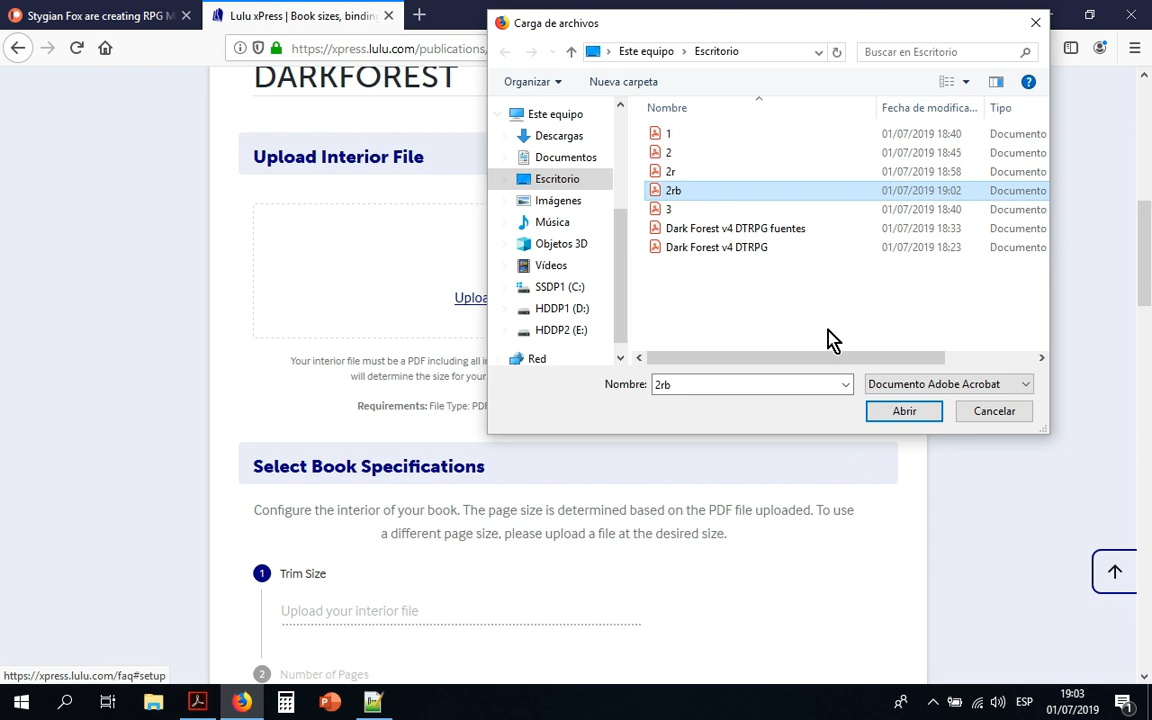 Stygian Fox are creating RPG M
Lulu xPress | Book sizes, bindin
https://xpress.lulu.com/publications/
DARKFOREST
Upload Interior File
Uploa
Your interior file must be a PDF including all i
will determine the size for your
Requirements: File Type: PDF
Select Book Specifications
Configure the interior of your book. The page size is determined based on the PDF file uploaded. To use
a different page size, please upload a file at the desired size.
1 Trim Size
Upload your interior file
2 Number of Pages
https://xpress.lulu.com/faq#setup
Carga de archivos
Este equipo > Escritorio
Buscar en Escritorio
Organizar
Nueva carpeta
Este equipo
Descargas
Documentos
Escritorio
Imágenes
Música
Objetos 3D
Vídeos
SSDP1 (C:)
HDDP1 (D:)
HDDP2 (E:)
Red
Nombre Fecha de modifica... Tipo
1 01/07/2019 18:40 Documento
2 01/07/2019 18:45 Documento
2r 01/07/2019 18:58 Documento
2rb 01/07/2019 19:02 Documento
3 01/07/2019 18:40 Documento
Dark Forest v4 DTRPG fuentes 01/07/2019 18:33 Documento
Dark Forest v4 DTRPG 01/07/2019 18:23 Documento
Nombre: 2rb
Documento Adobe Acrobat
Abrir
Cancelar
ESP
19:03
01/07/2019
1